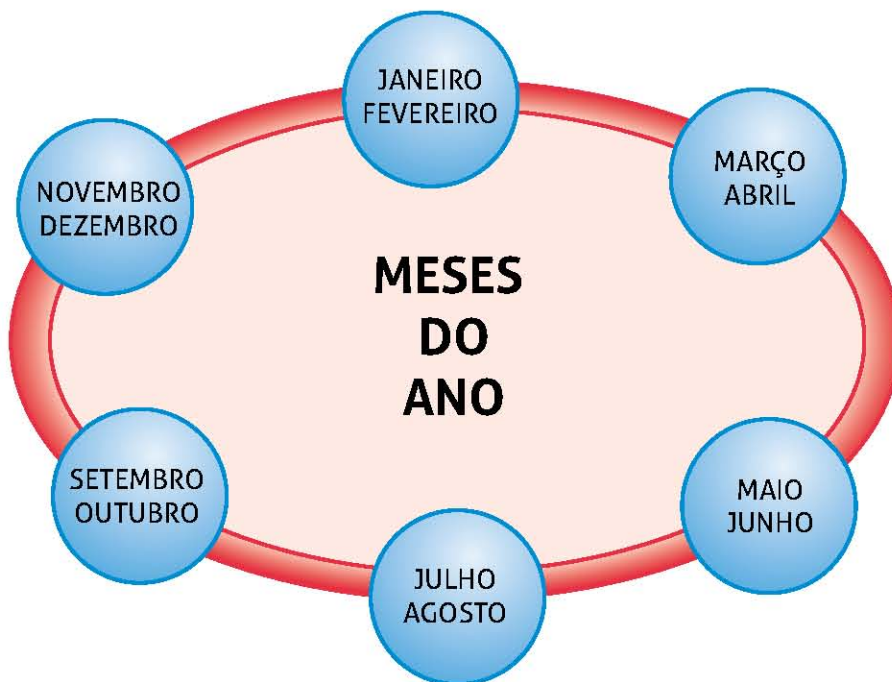 JANEIRO
FEVEREIRO
MARÇO
ABRIL
MAIO
JUNHO
JULHO
AGOSTO
SETEMBRO
OUTUBRO
NOVEMBRO
DEZEMBRO
MESES
DO
ANO